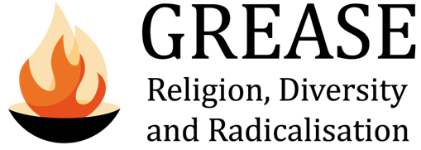 GREASE
Religion, Diversity
and Radicalisation